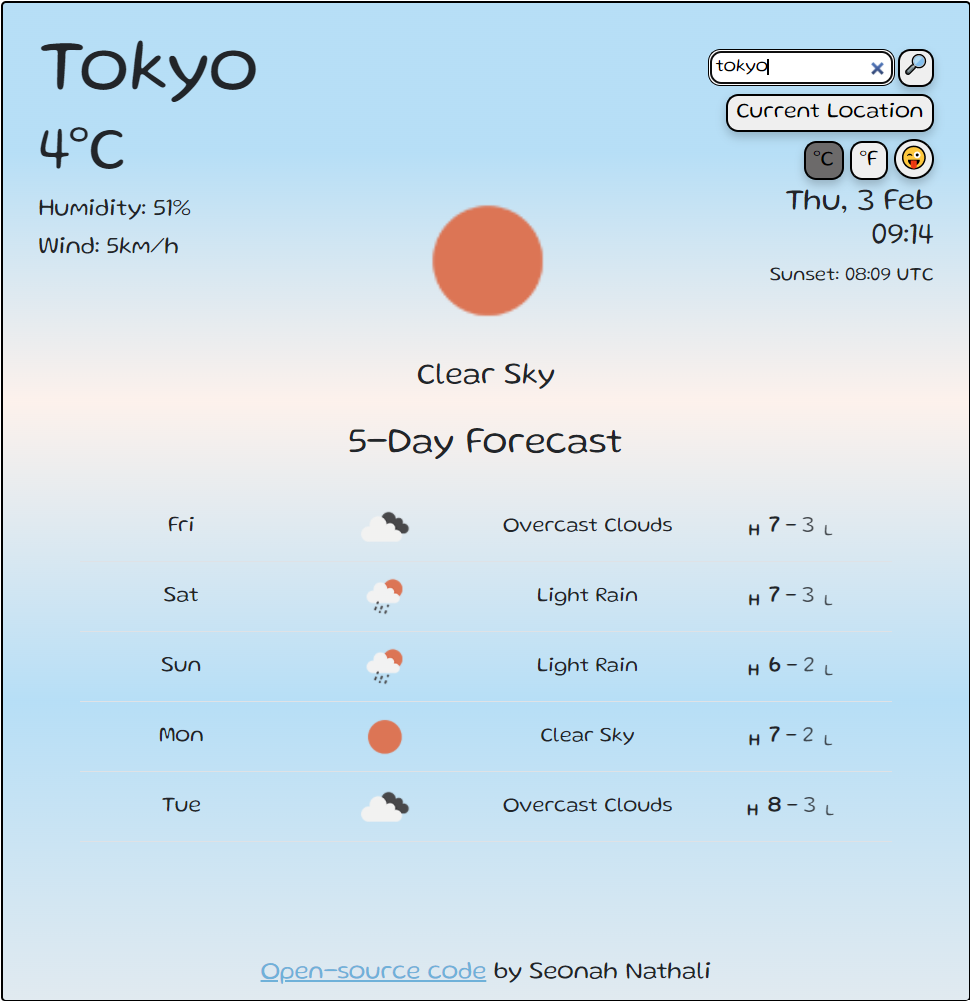 Tokyo
tokyo
4°C
Current Location
°C °F
Humidity: 51%
Thu, 3 Feb
Wind: 5km/h
09:14
Sunset: 08:09 UTC
Clear Sky
5-Day Forecast
Fri Overcast Clouds H 7 - 3 L
Sat Light Rain H 7 - 3 L
Sun Light Rain H 6 - 2 L
Mon Clear Sky H 7 - 2 L
Tue Overcast Clouds H 8 - 3 L
Open-source code by Seonah Nathali